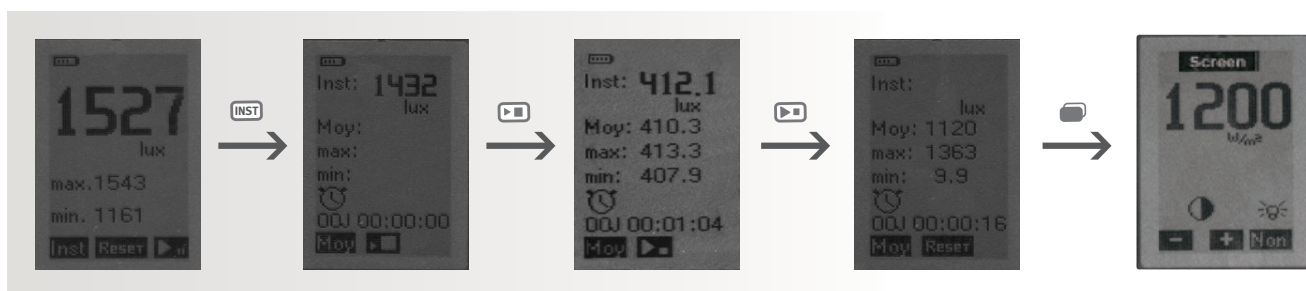 1527
lux
max.1543
min. 1161
Inst RESET
INST
Inst: 1432
lux
Moy:
max:
min:
00J 00:00:00
Moy
Inst: 412.1
lux
Moy: 410.3
max: 413.3
min: 407.9
00J 00:01:04
Moy
Inst:
lux
Moy: 1120
max: 1363
min: 9.9
00J 00:00:16
Moy RESET
Screen
1200
W/m²
- + Non